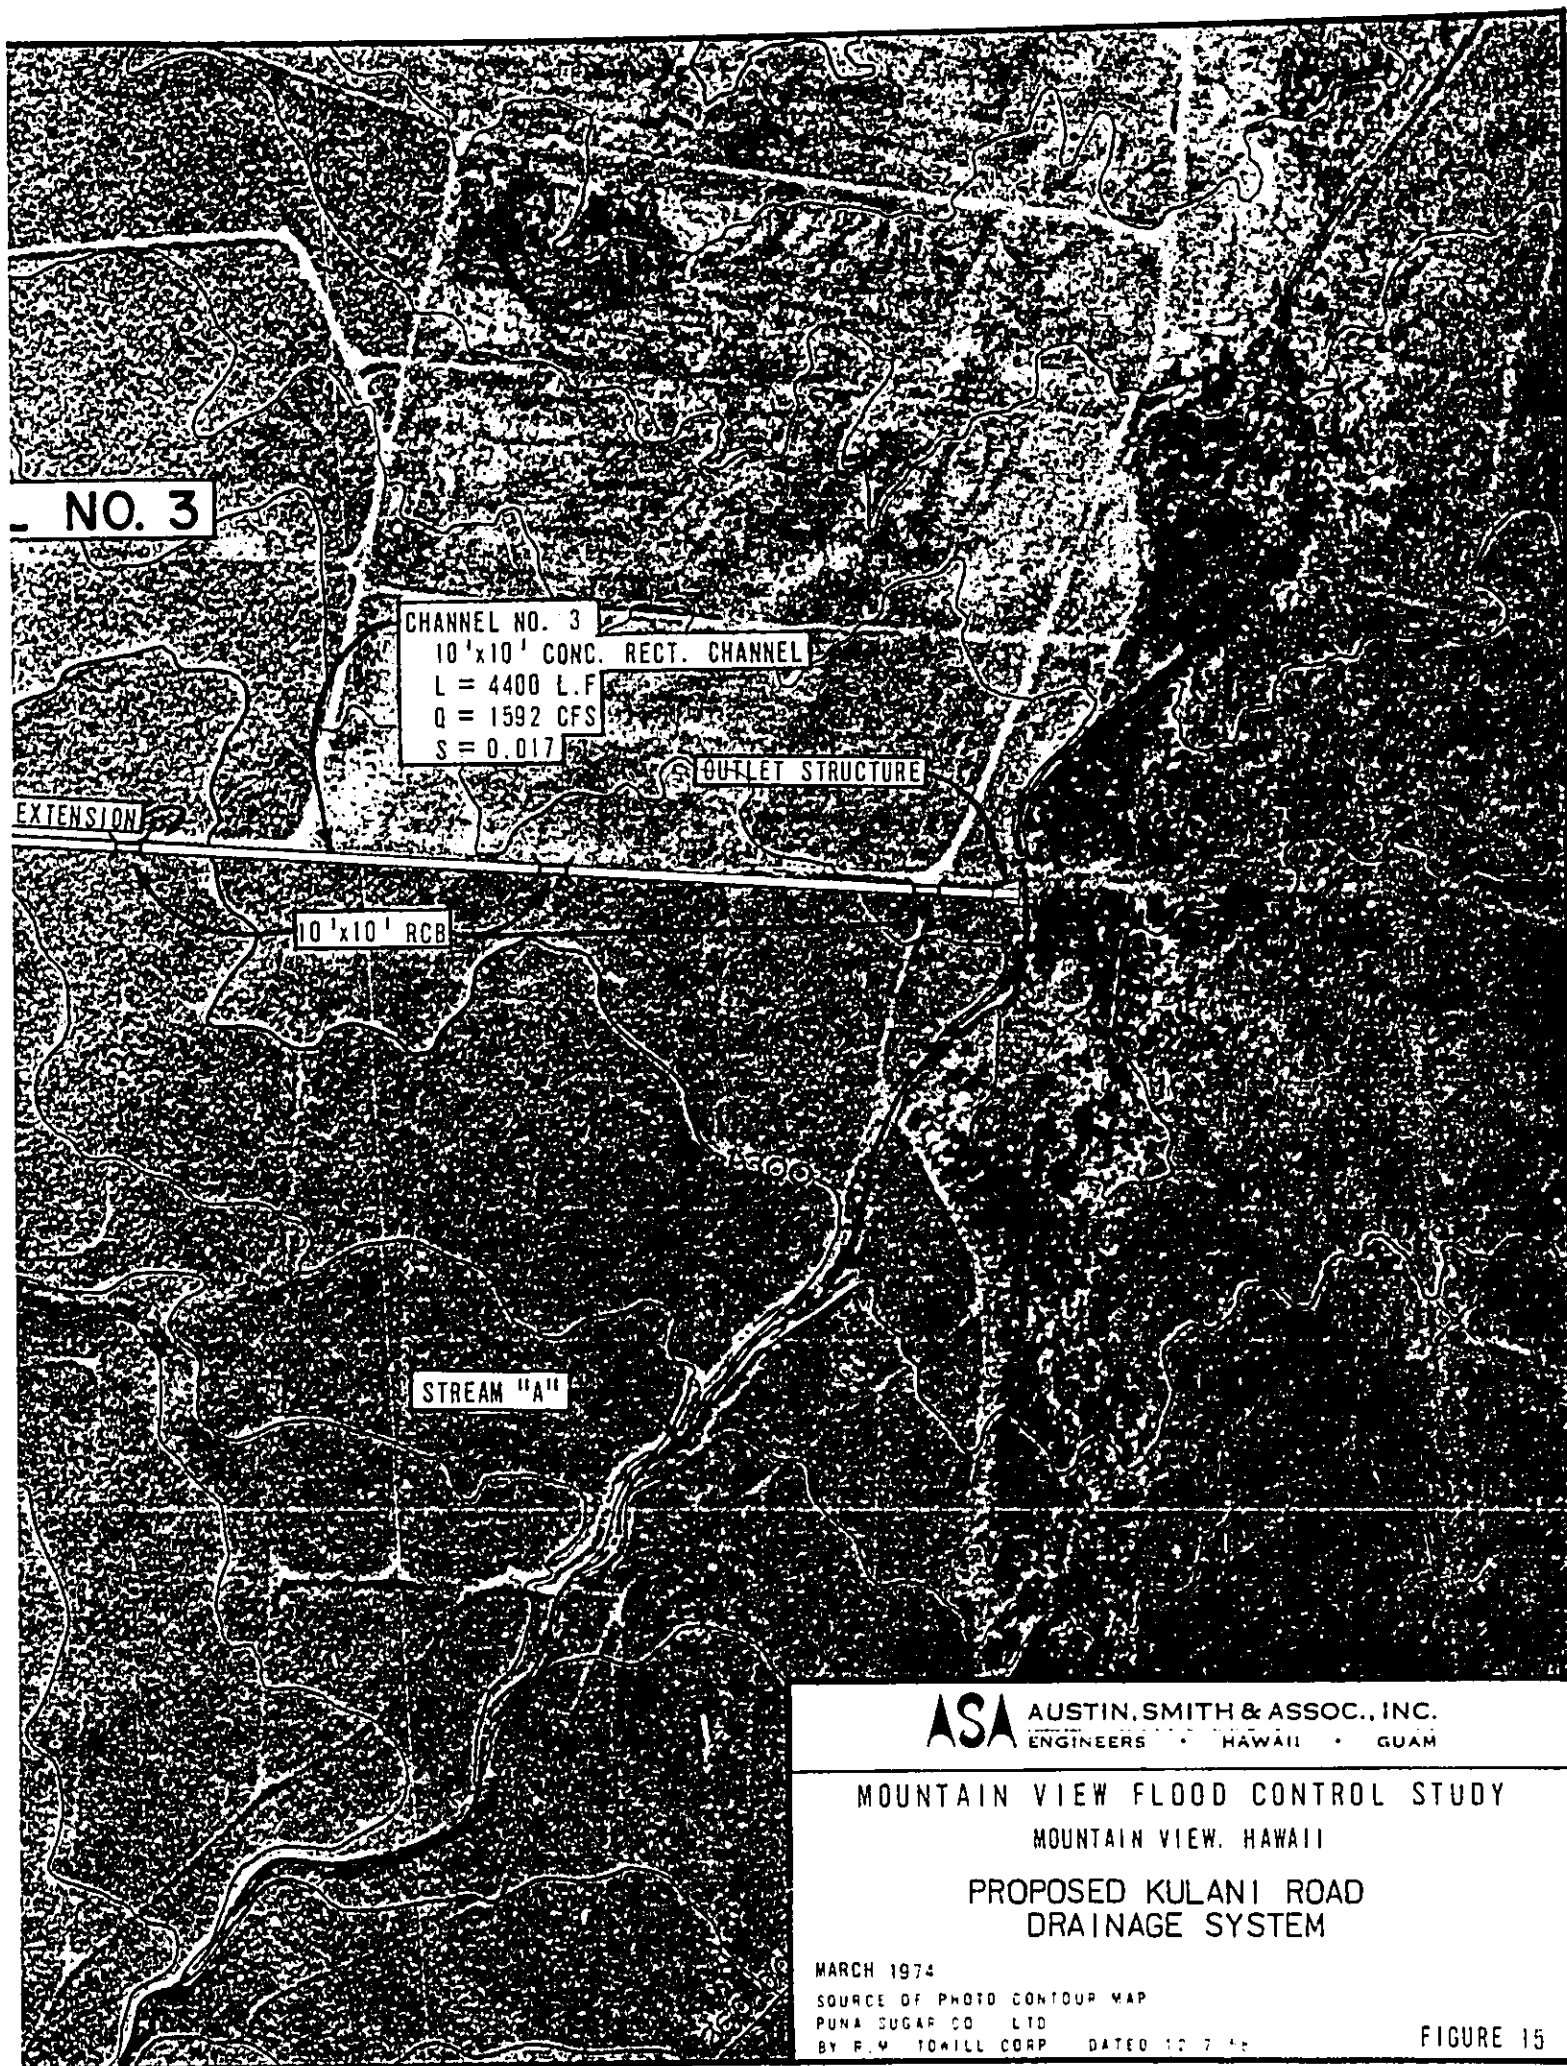 NO. 3
CHANNEL NO. 3
10'x10' CONC. RECT. CHANNEL
L = 4400 L.F
Q = 1592 CFS
S = 0.017
OUTLET STRUCTURE
EXTENSION
10'x10' RCB
STREAM "A"
ASA AUSTIN, SMITH & ASSOC., INC.
ENGINEERS · HAWAII · GUAM
MOUNTAIN VIEW FLOOD CONTROL STUDY
MOUNTAIN VIEW, HAWAII
PROPOSED KULANI ROAD
DRAINAGE SYSTEM
MARCH 1974
SOURCE OF PHOTO CONTOUR MAP
PUNA SUGAR CO LTD
BY R.M. TOWILL CORP DATED
FIGURE 15